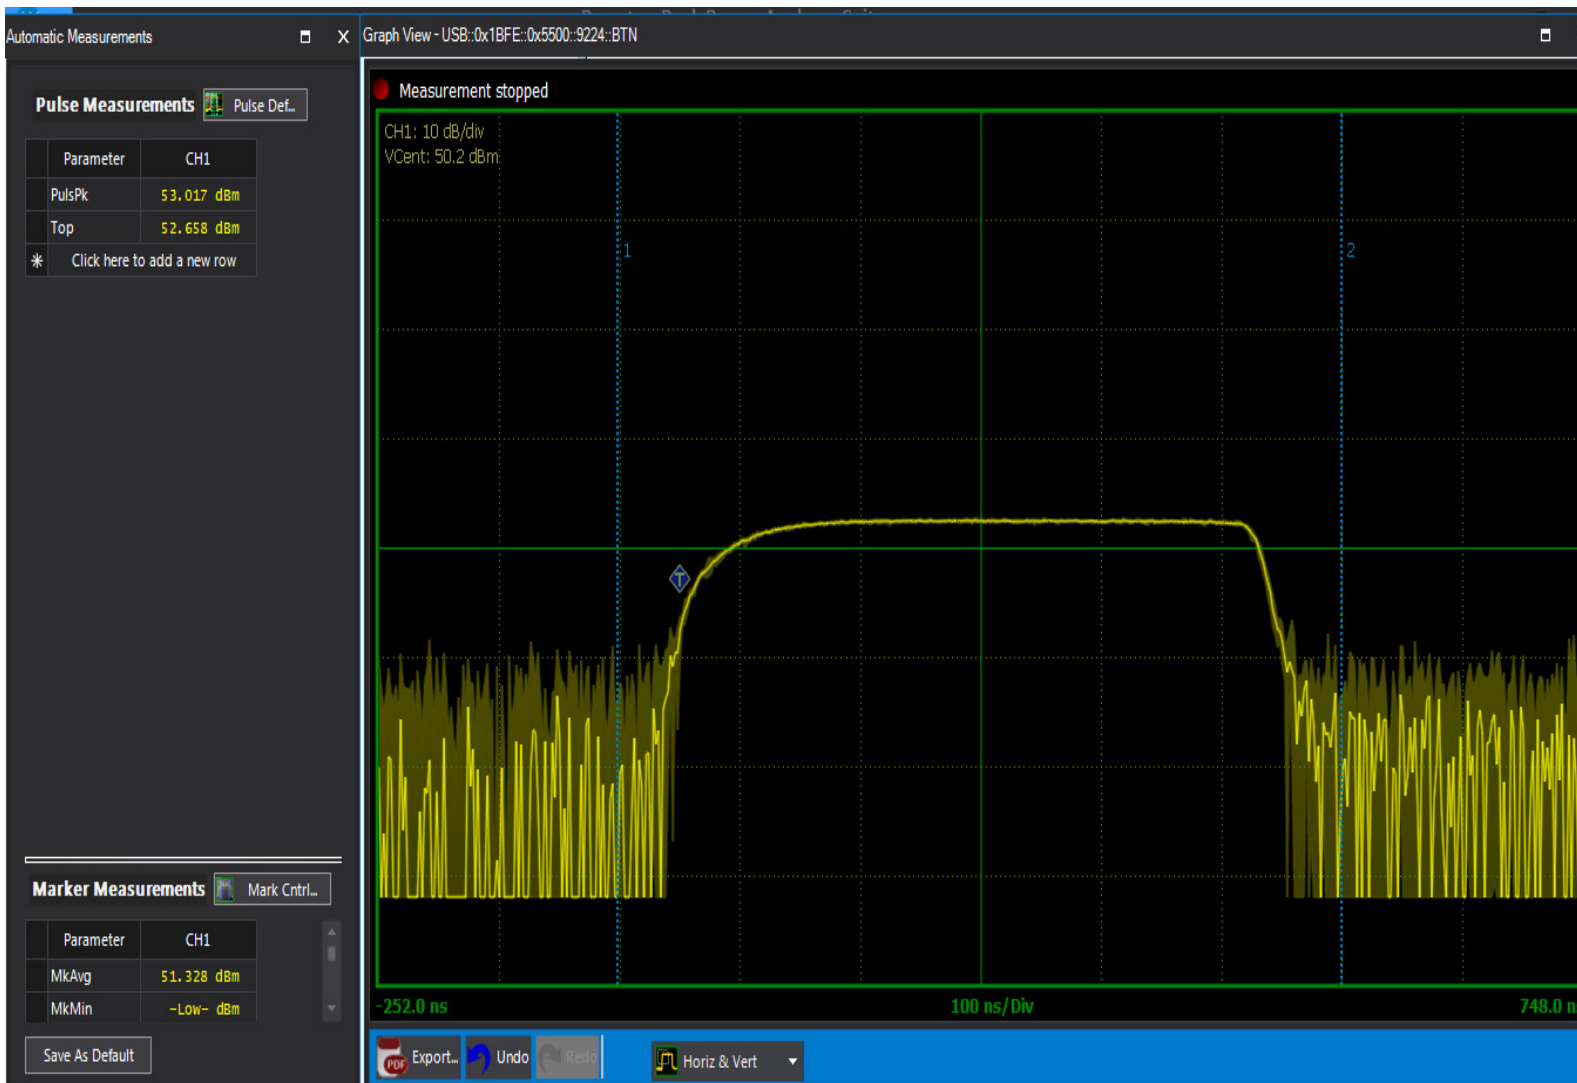 Automatic Measurements
Graph View - USB::0x1BFE::0x5500::9224::BTN
Measurement stopped
Pulse Measurements
Pulse Def...
Parameter CH1
PulsPk 53.017 dBm
Top 52.658 dBm
Click here to add a new row
CH1: 10 dB/div
VCent: 50.2 dBm
1
2
T
Marker Measurements
Mark Cntrl...
Parameter CH1
MkAvg 51.328 dBm
MkMin -Low- dBm
Save As Default
-252.0 ns
100 ns/Div
748.0 n
PDF
Export...
Undo
Redo
Horiz & Vert